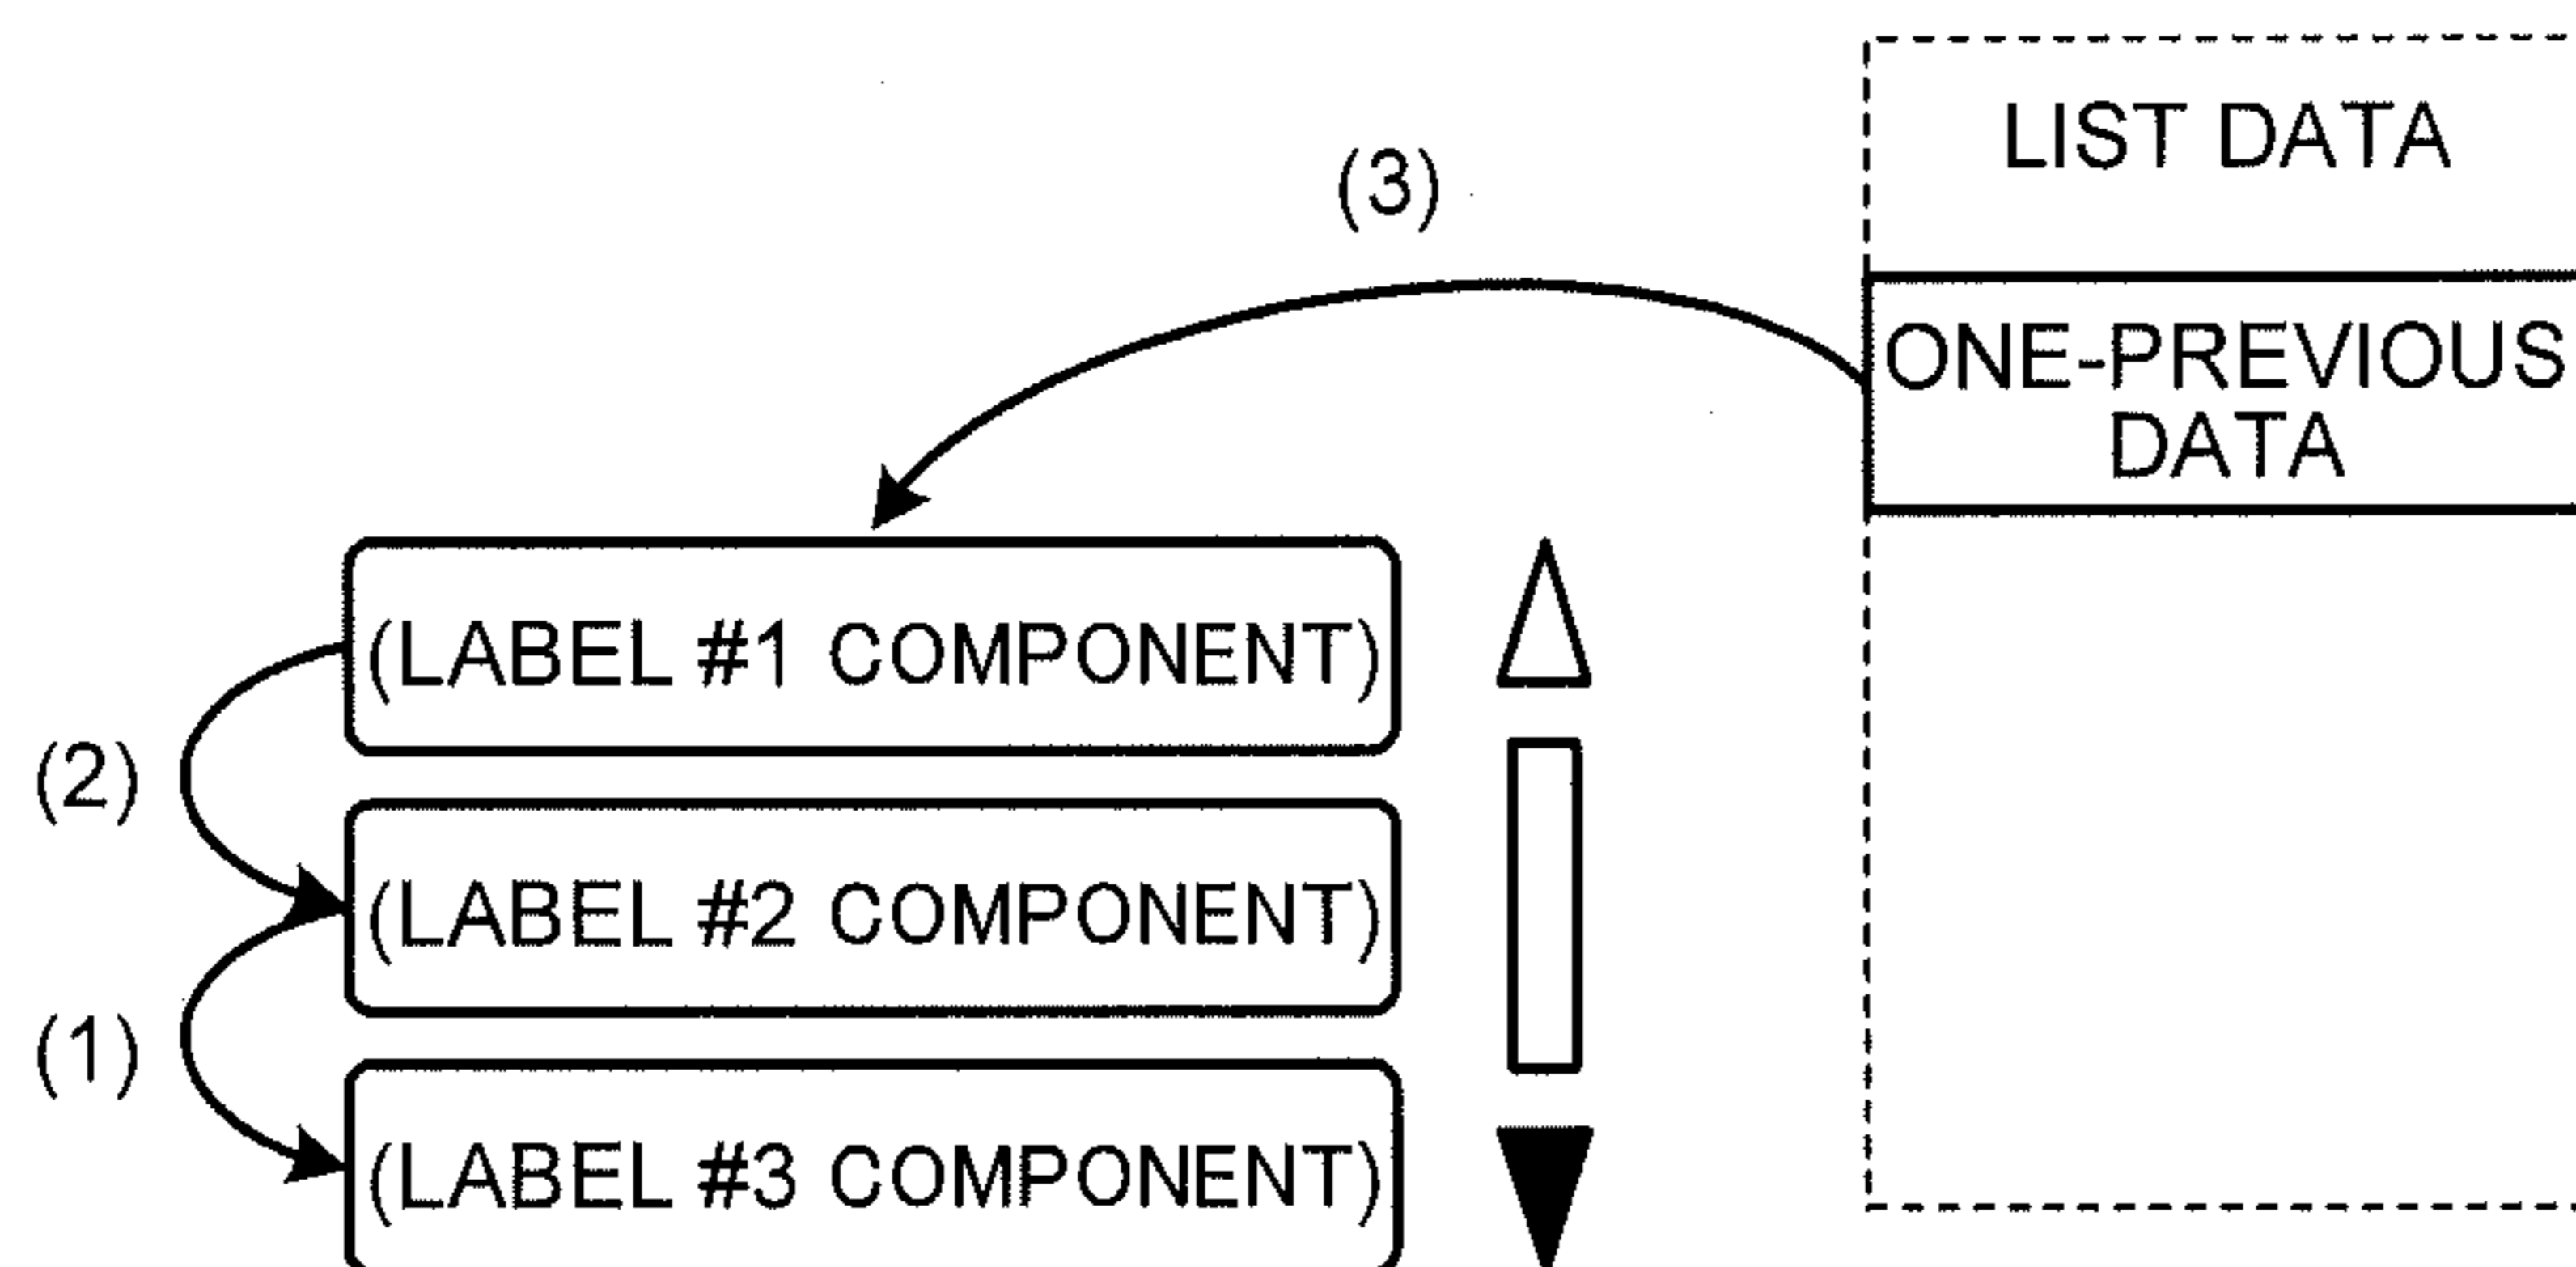 LIST DATA
(3)
ONE-PREVIOUS
DATA
(LABEL #1 COMPONENT)
(2)
(LABEL #2 COMPONENT)
(1)
(LABEL #3 COMPONENT)